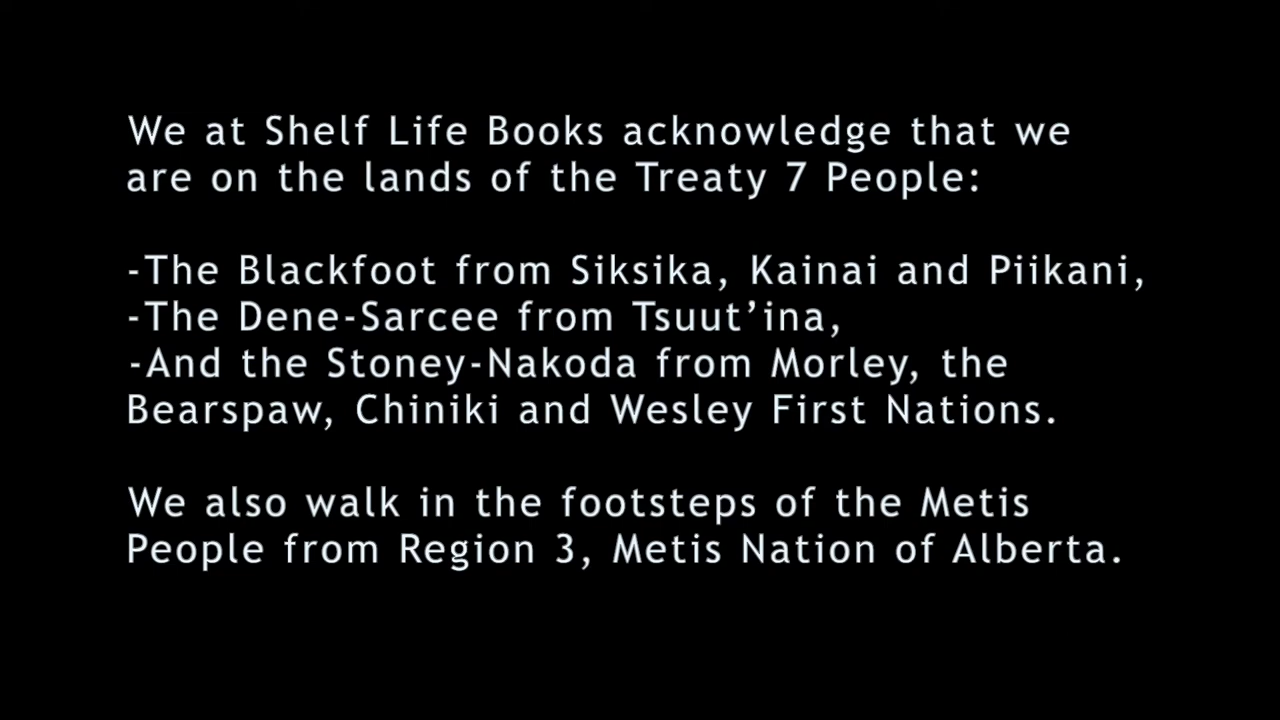 We at Shelf Life Books acknowledge that we
are on the lands of the Treaty 7 People:
-The Blackfoot from Siksika, Kainai and Piikani,
-The Dene-Sarcee from Tsuut’ina,
-And the Stoney-Nakoda from Morley, the
Bearspaw, Chiniki and Wesley First Nations.
We also walk in the footsteps of the Metis
People from Region 3, Metis Nation of Alberta.